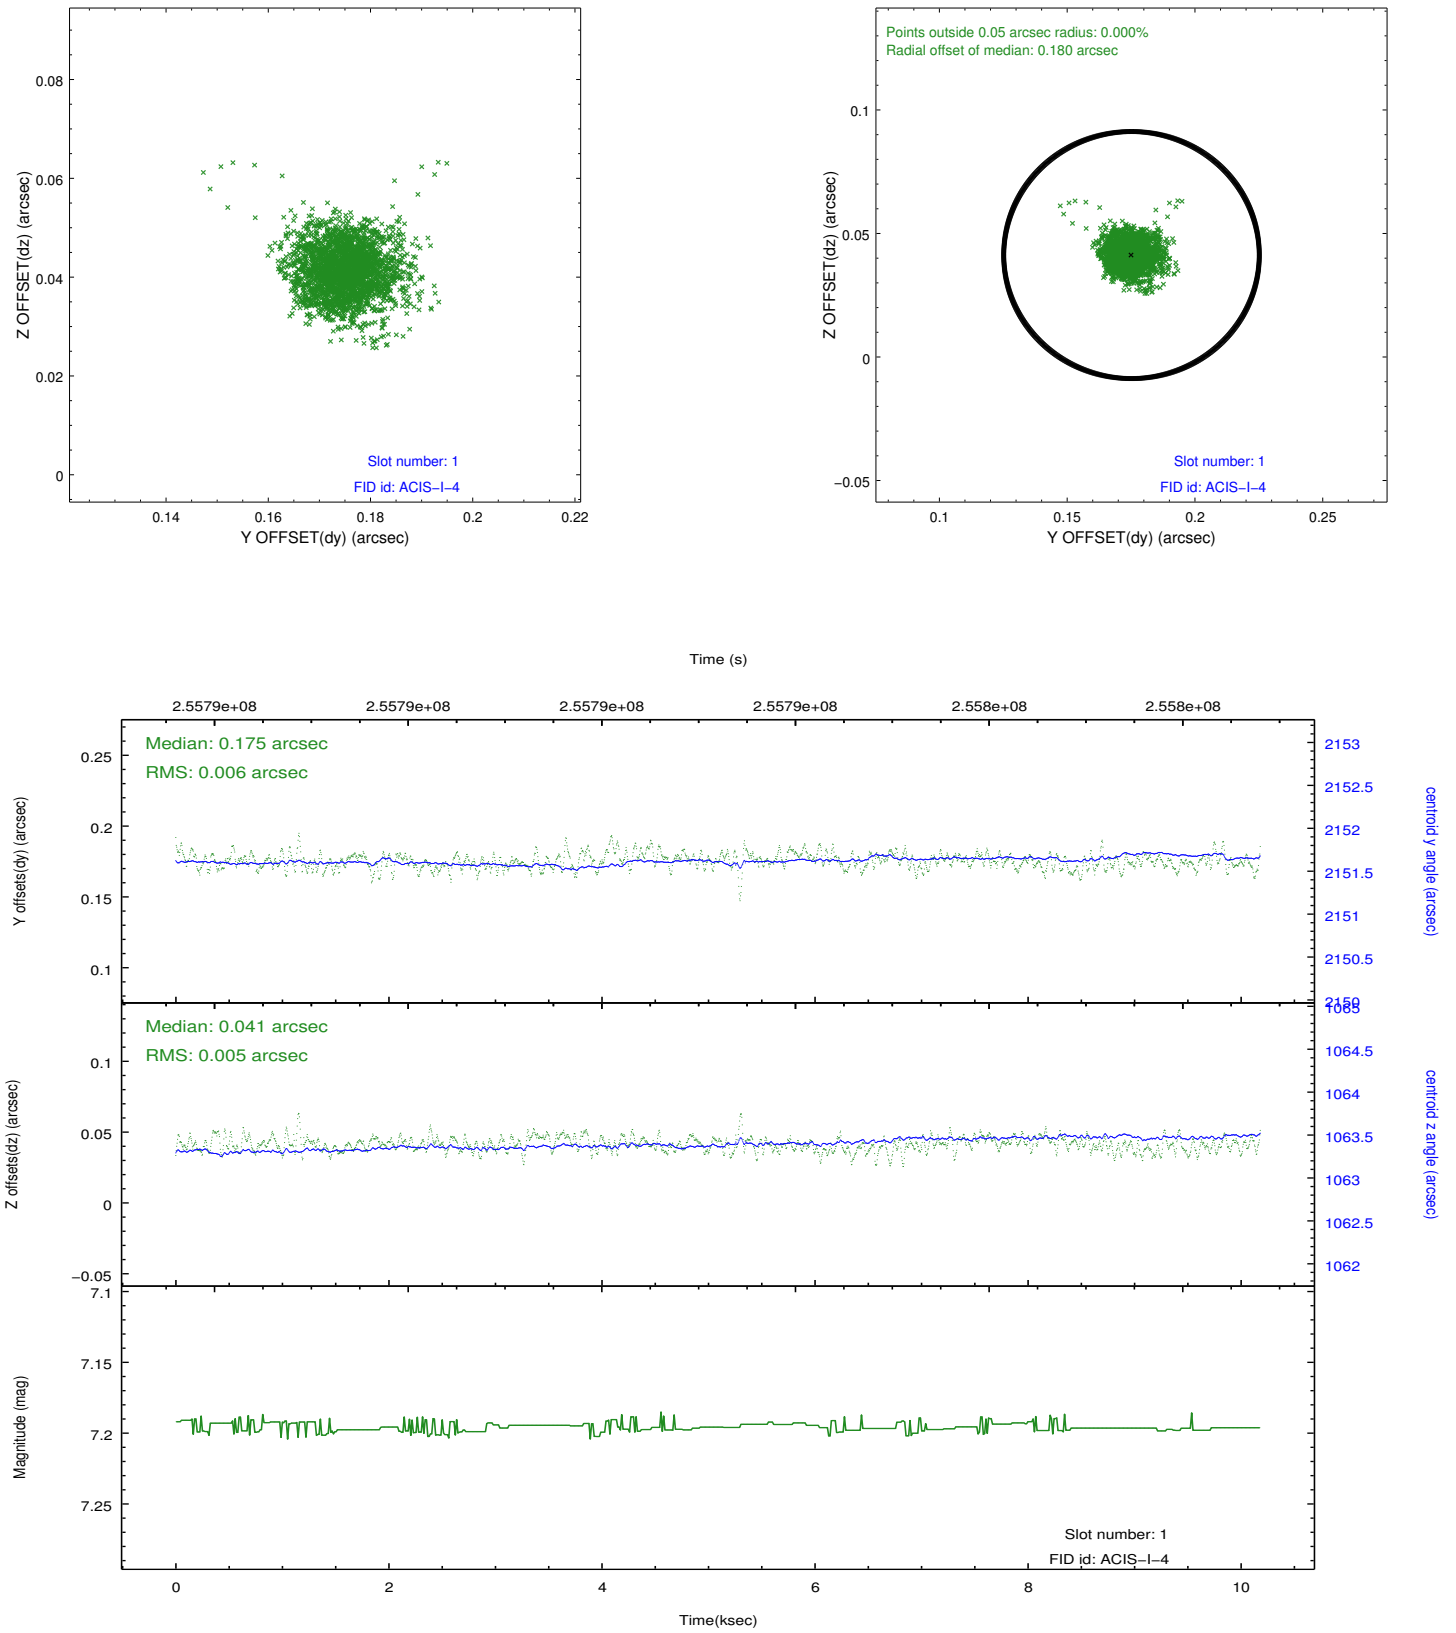 0.08
0.06
0.04
0.02
0
Z OFFSET(dz) (arcsec)
Slot number: 1
FID id: ACIS−I−4
0.14 0.16 0.18 0.2 0.22
Y OFFSET(dy) (arcsec)
Points outside 0.05 arcsec radius: 0.000%
Radial offset of median: 0.180 arcsec
0.1
0.05
0
−0.05
Z OFFSET(dz) (arcsec)
Slot number: 1
FID id: ACIS−I−4
0.1 0.15 0.2 0.25
Y OFFSET(dy) (arcsec)
Time (s)
2.5579e+08 2.5579e+08 2.5579e+08 2.5579e+08 2.558e+08 2.558e+08
Median: 0.175 arcsec
RMS: 0.006 arcsec
0.25
0.2
0.15
0.1
Y offsets(dy) (arcsec)
2153
2152.5
2152
2151.5
2151
2150.5
2150
centroid y angle (arcsec)
Median: 0.041 arcsec
RMS: 0.005 arcsec
0.1
0.05
0
−0.05
Z offsets(dz) (arcsec)
1065
1064.5
1064
1063.5
1063
1062.5
1062
centroid z angle (arcsec)
7.1
7.15
7.2
7.25
Magnitude (mag)
Slot number: 1
FID id: ACIS−I−4
0 2 4 6 8 10
Time(ksec)